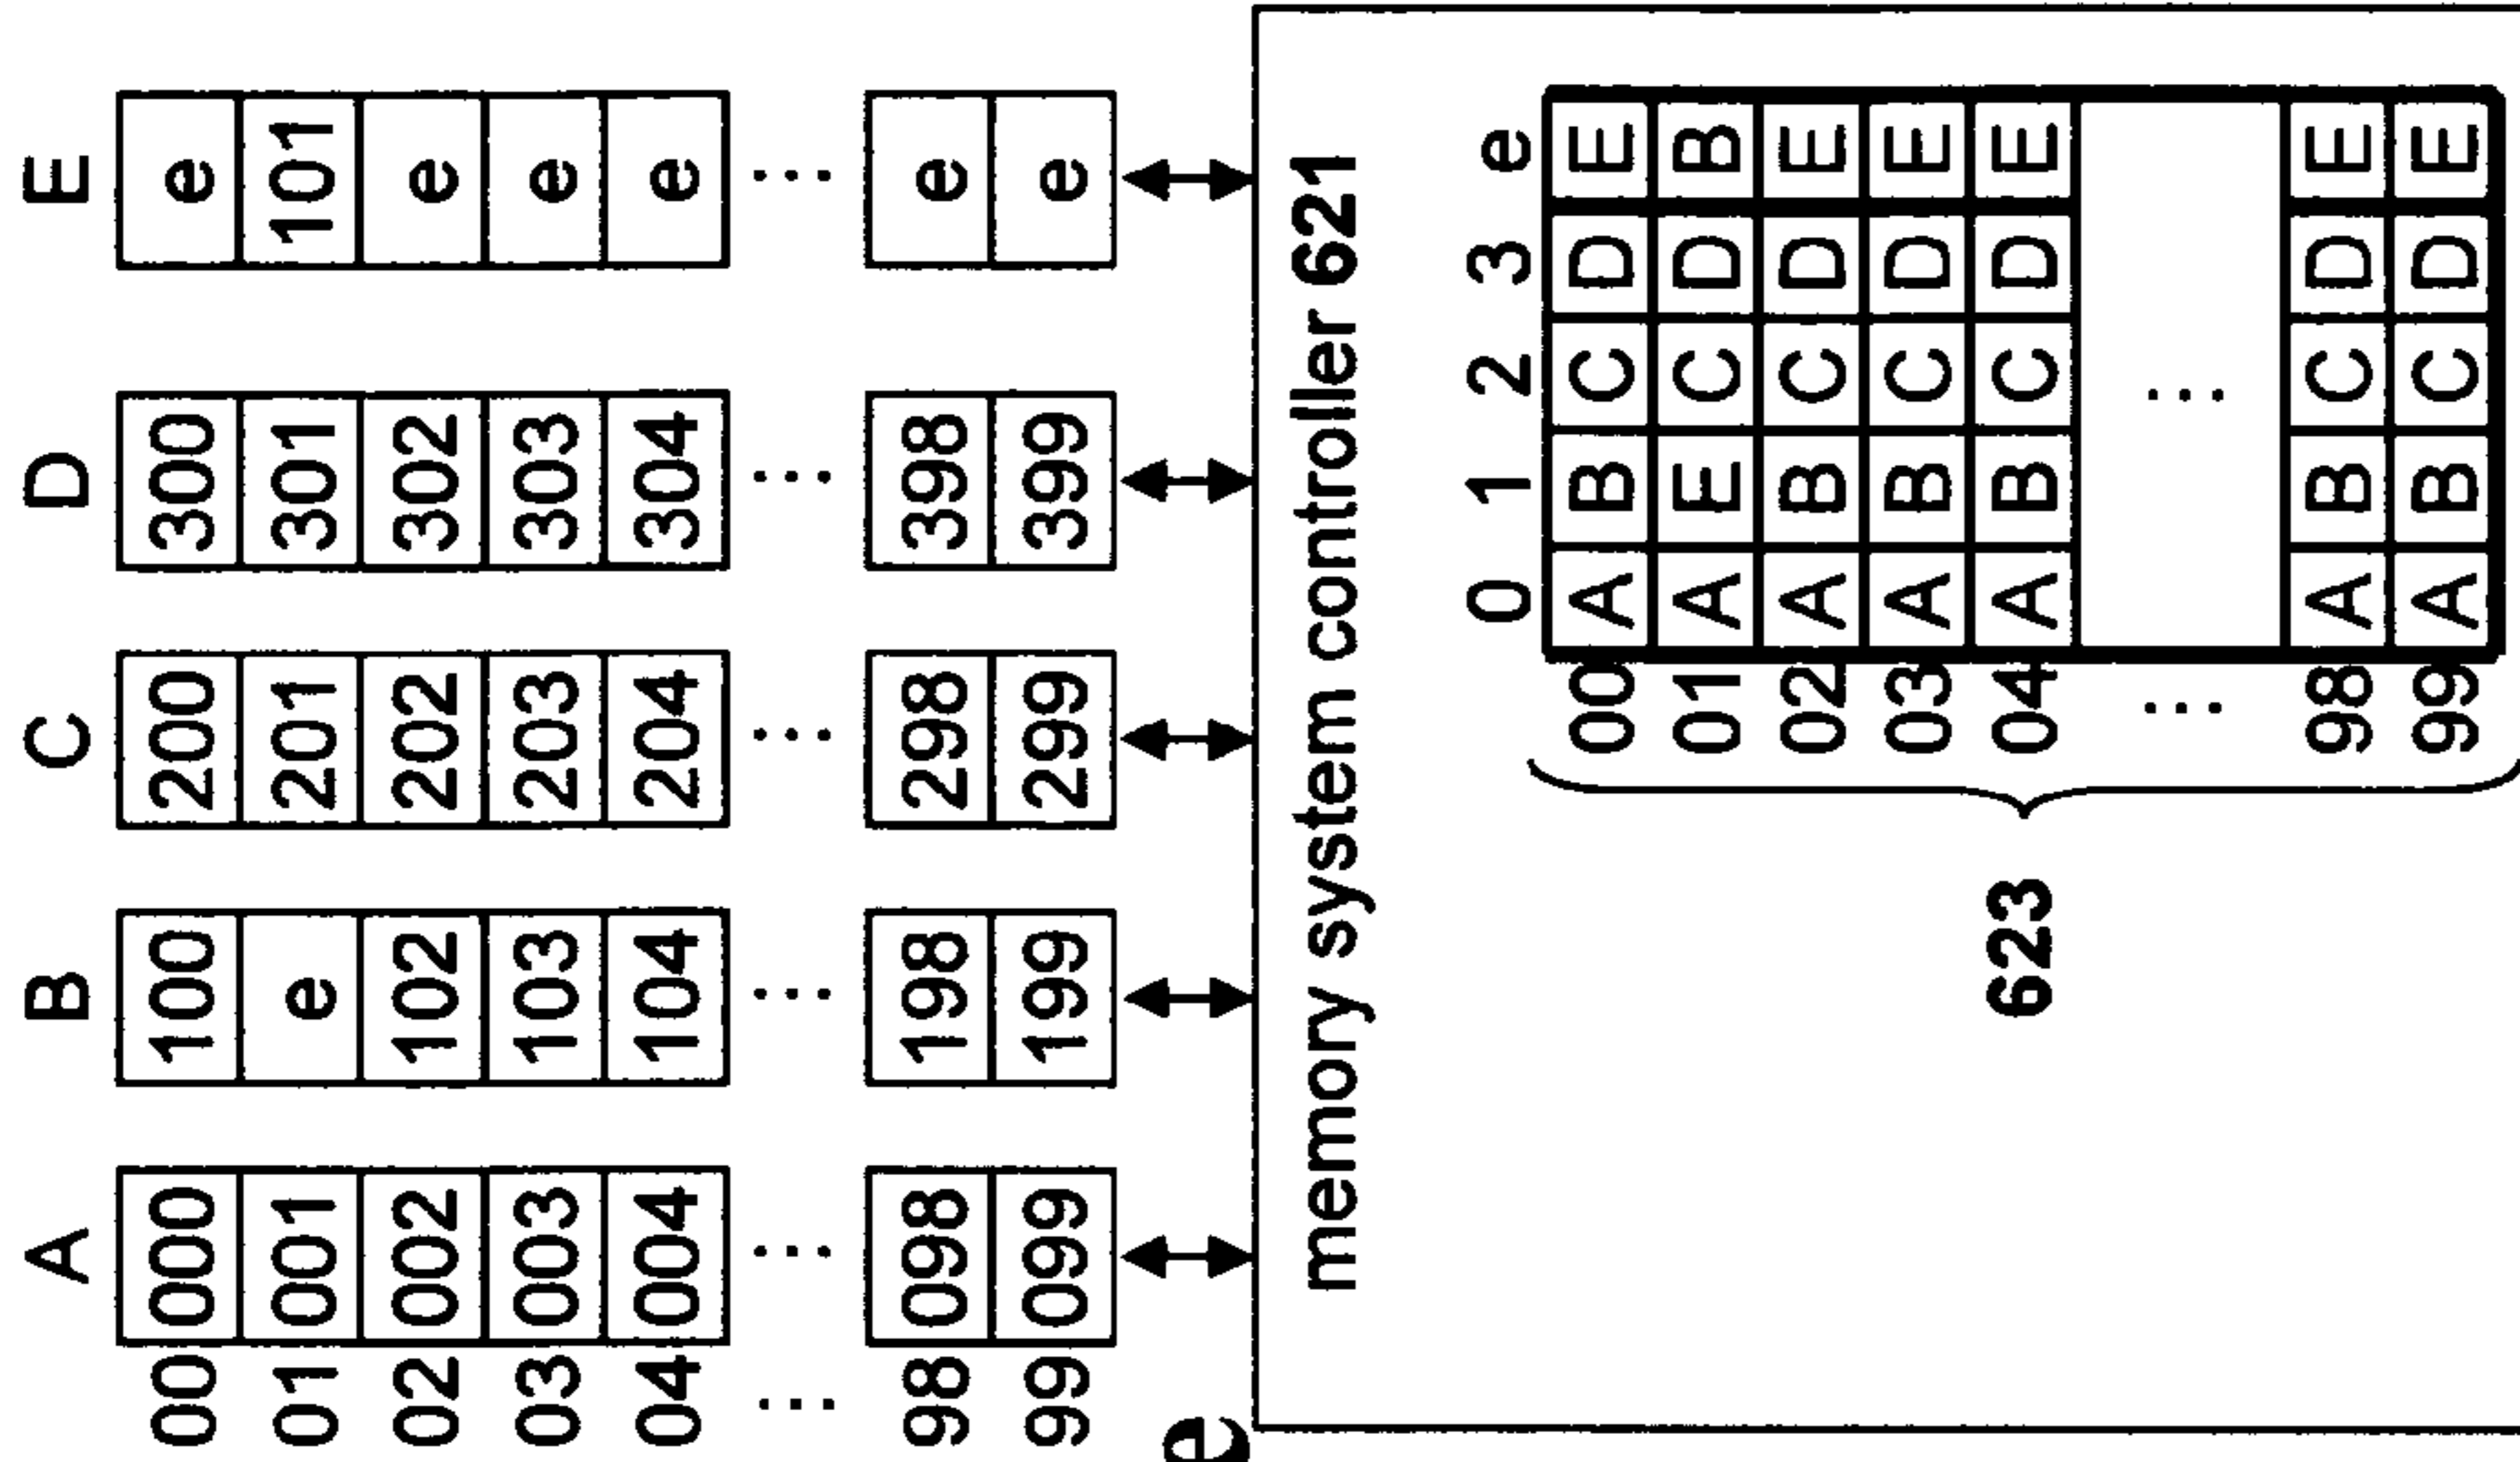 A B C D E
00 000 100 200 300 e
01 001 e 201 301 101
02 002 102 202 302 e
03 003 103 203 303 e
04 004 104 204 304 e
... ... ... ... ... ...
98 098 198 298 398 e
99 099 199 299 399 e
e
memory system controller 621
0 1 2 3 e
00 A B C D E
01 A E C D B
02 A B C D E
03 A B C D E
04 A B C D E
623 ... ...
98 A B C D E
99 A B C D E